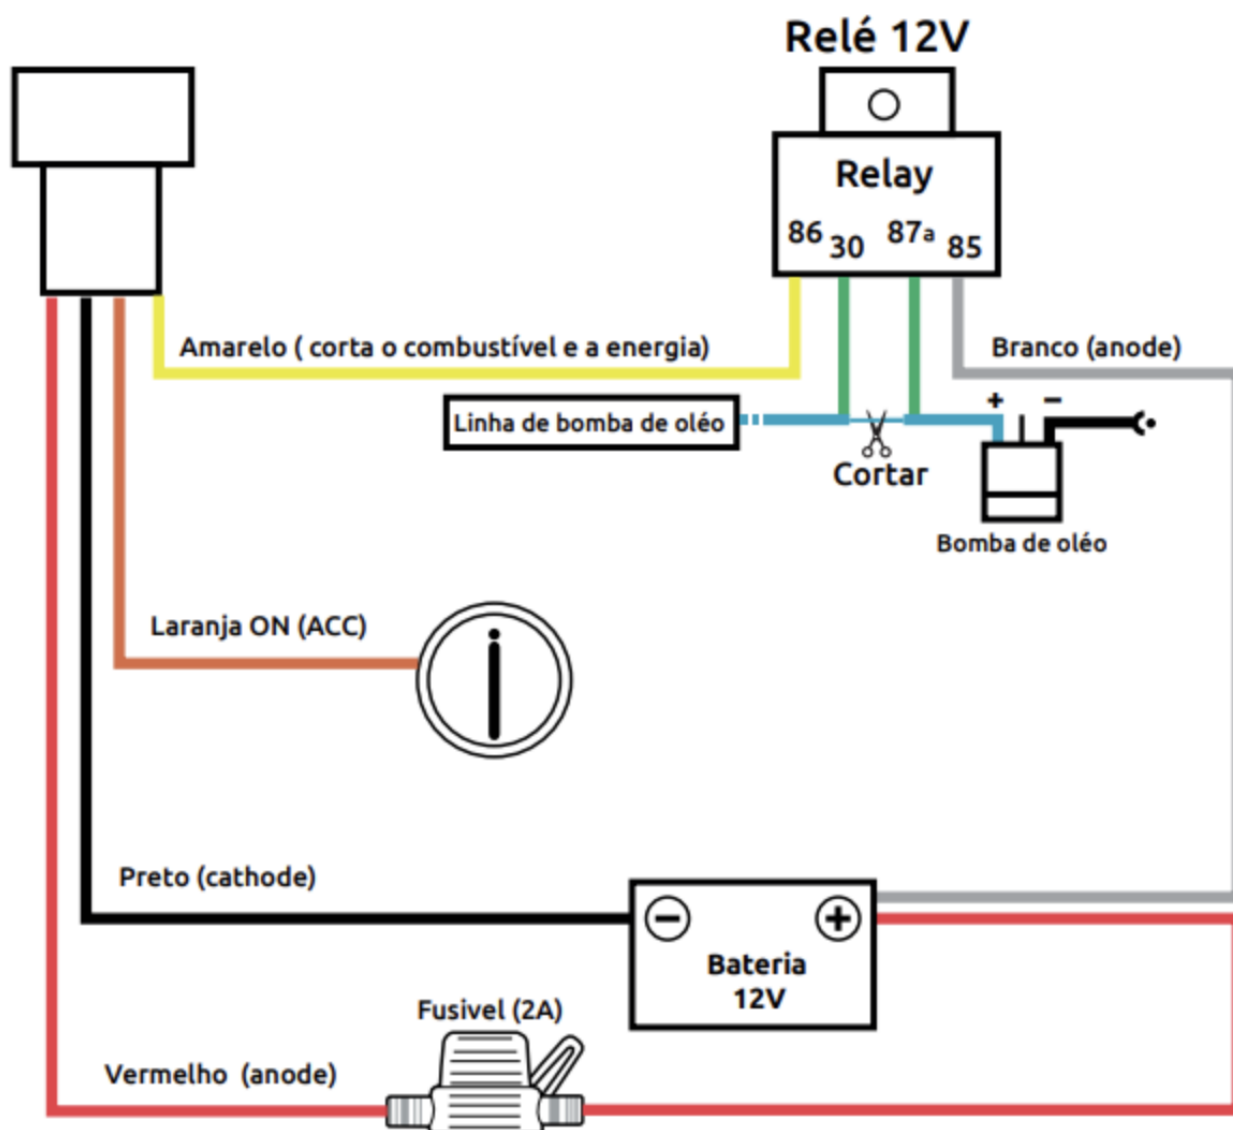 Relé 12V
Relay
86 30 87a 85
Amarelo ( corta o combustível e a energia)
Branco (anode)
+ −
Linha de bomba de oléo
Cortar
Bomba de oléo
Laranja ON (ACC)
Preto (cathode)
− +
Bateria
12V
Fusivel (2A)
Vermelho (anode)